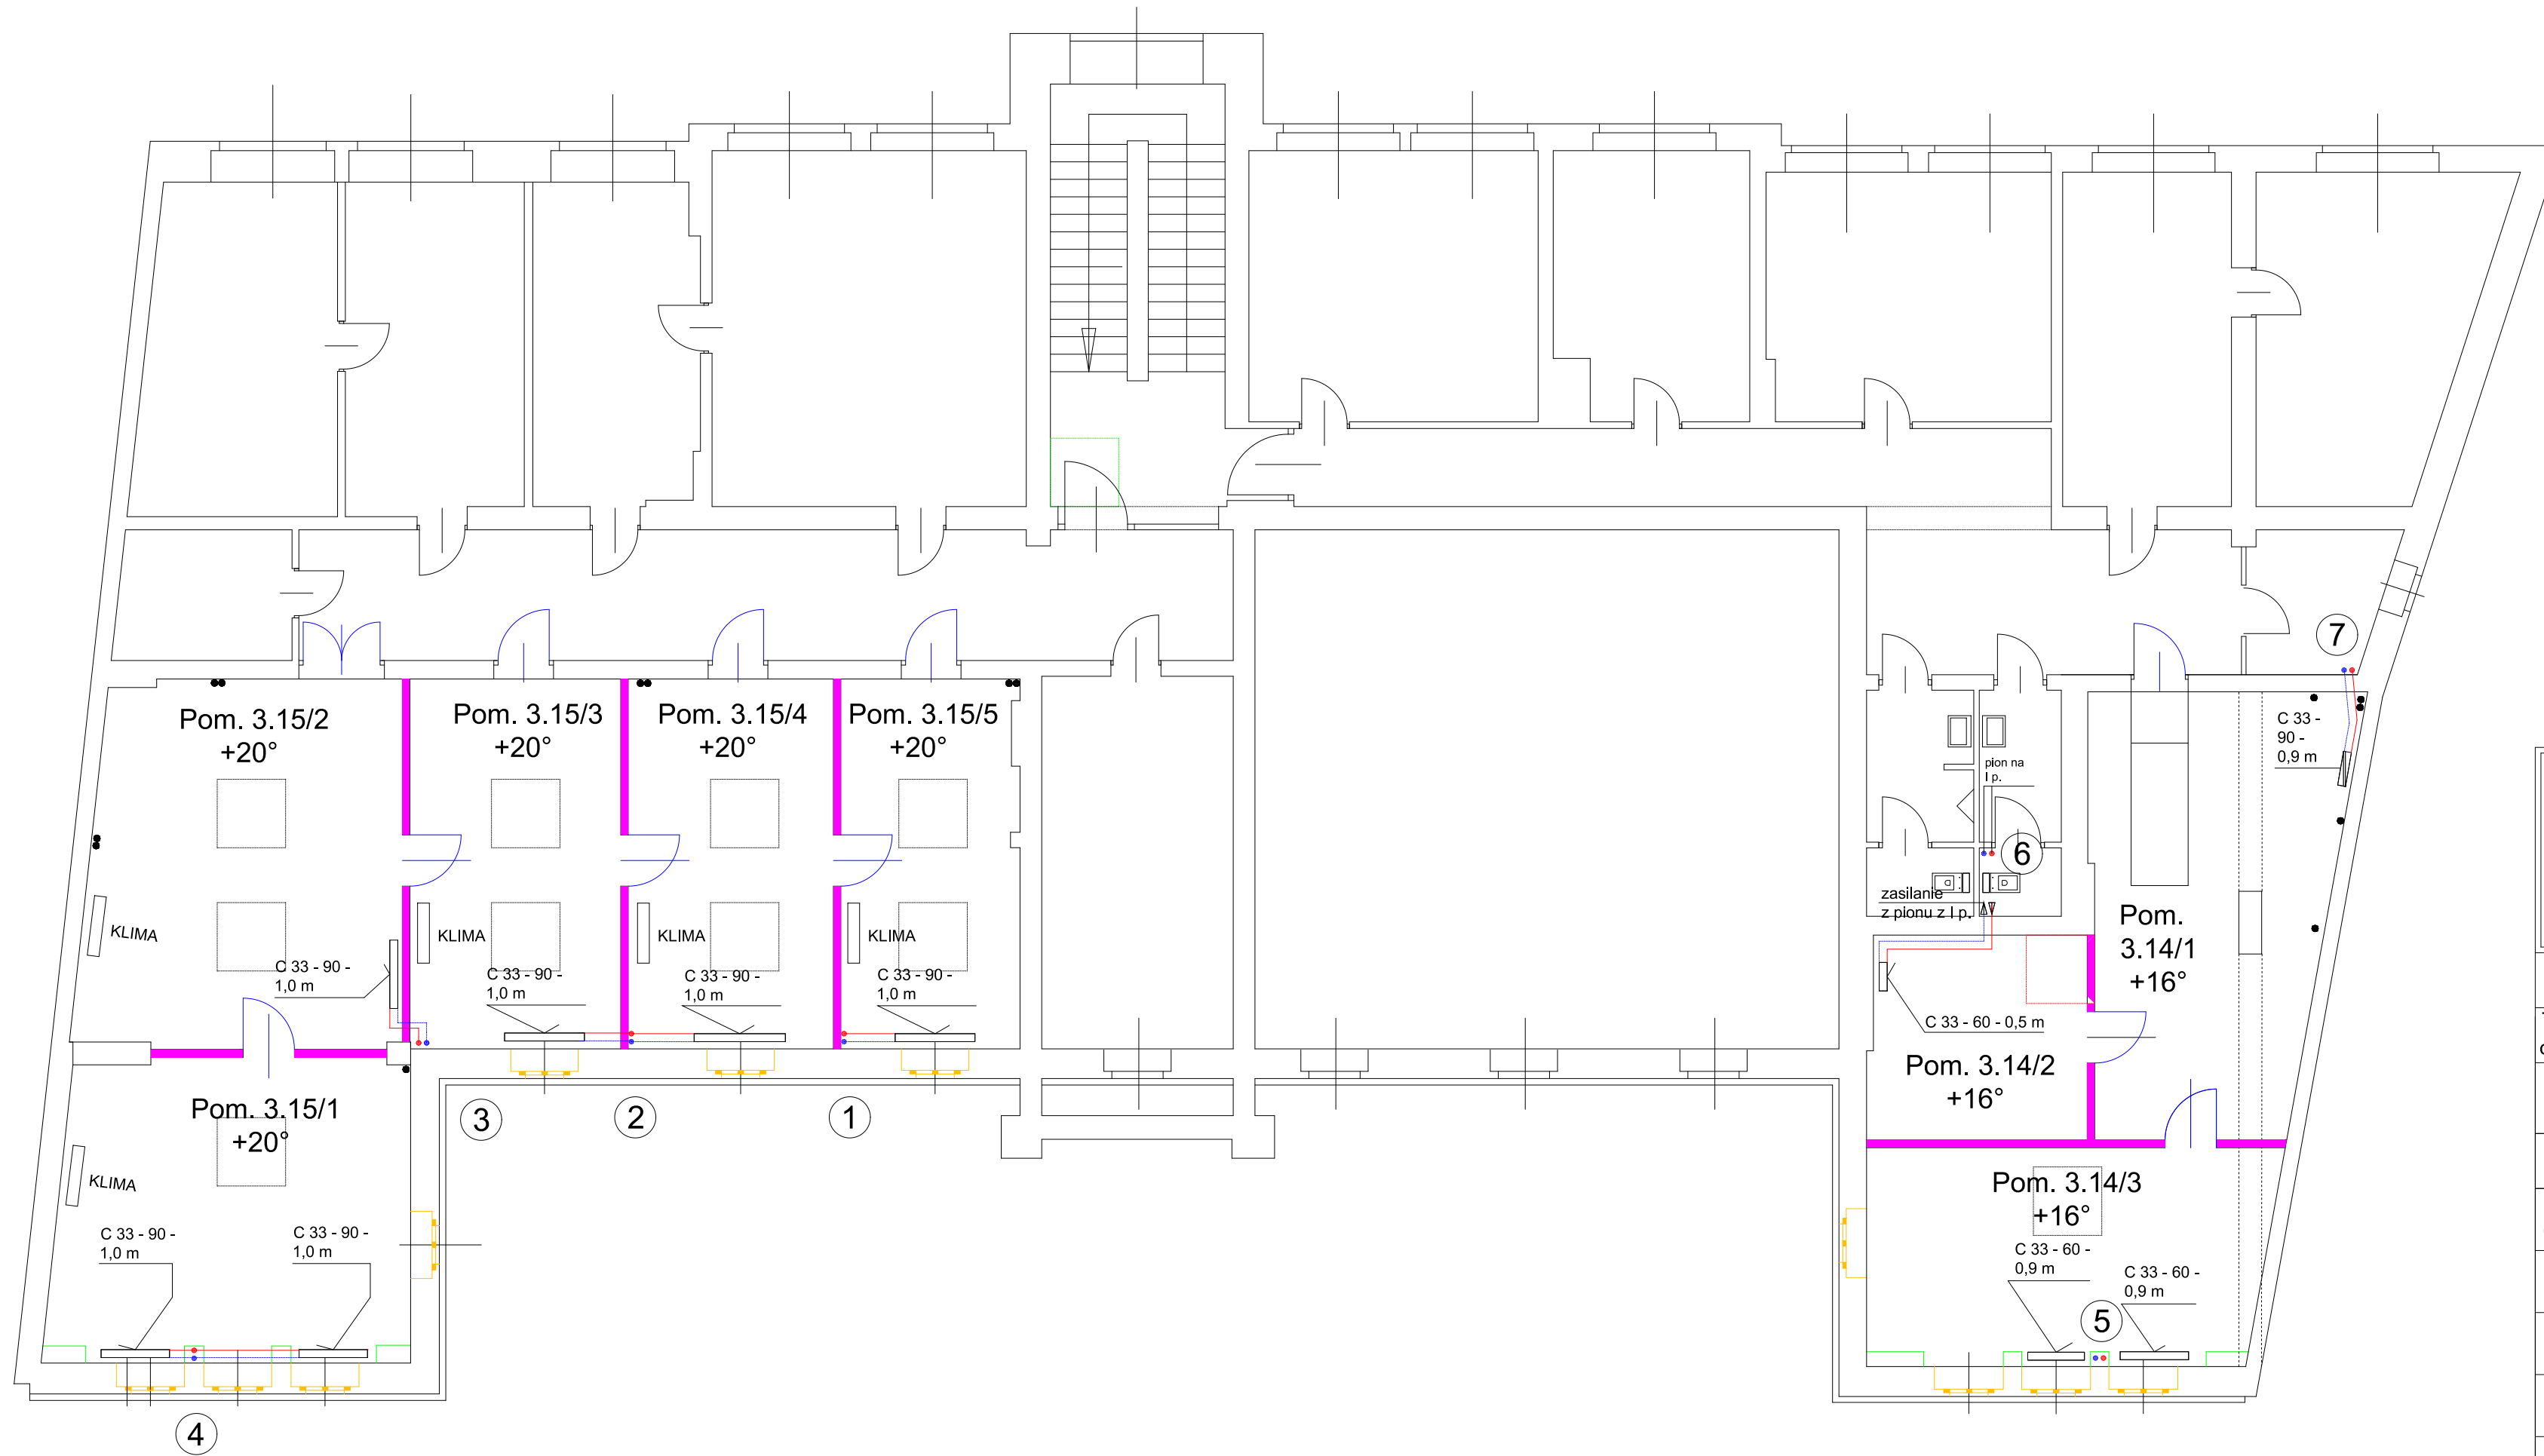 7
Pom. 3.15/2
+20°
Pom. 3.15/3
+20°
Pom. 3.15/4
+20°
Pom. 3.15/5
+20°
C 33 -
90 -
0,9 m
pion na
I p.
6
zasilanie
z pionu z I p.
Pom.
3.14/1
+16°
KLIMA
KLIMA
KLIMA
KLIMA
C 33 - 90 -
1,0 m
C 33 - 90 -
1,0 m
C 33 - 90 -
1,0 m
C 33 - 90 -
1,0 m
C 33 - 60 - 0,5 m
Pom. 3.14/2
+16°
Pom. 3.15/1
+20°
3
2
1
KLIMA
Pom. 3.14/3
+16°
C 33 - 90 -
1,0 m
C 33 - 90 -
1,0 m
C 33 - 60 -
0,9 m
C 33 - 60 -
0,9 m
5
4